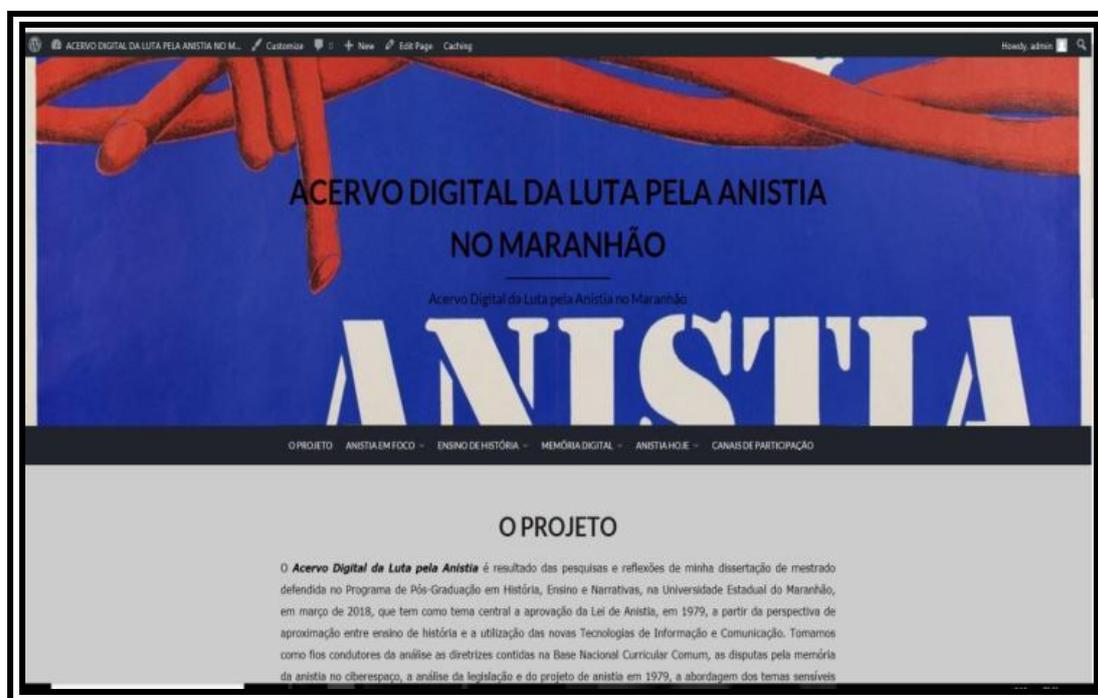 ACERVO DIGITAL DA LUTA PELA ANISTIA NO M... Customize 0 + New Edit Page Caching Howdy, admin
ACERVO DIGITAL DA LUTA PELA ANISTIA
NO MARANHÃO
Acervo Digital da Luta pela Anistia no Maranhão
ANISTIA
O PROJETO ANISTIA EM FOCO ENSINO DE HISTÓRIA MEMÓRIA DIGITAL ANISTIA HOJE CANAIS DE PARTICIPAÇÃO
O PROJETO
O Acervo Digital da Luta pela Anistia é resultado das pesquisas e reflexões de minha dissertação de mestrado
defendida no Programa de Pós-Graduação em História, Ensino e Narrativas, na Universidade Estadual do Maranhão,
em março de 2018, que tem como tema central a aprovação da Lei de Anistia, em 1979, a partir da perspectiva de
aproximação entre ensino de história e a utilização das novas Tecnologias de Informação e Comunicação. Tomamos
como fios condutores da análise as diretrizes contidas na Base Nacional Curricular Comum, as disputas pela memória
da anistia no ciberespaço, a análise da legislação e do projeto de anistia em 1979, a abordagem dos temas sensíveis